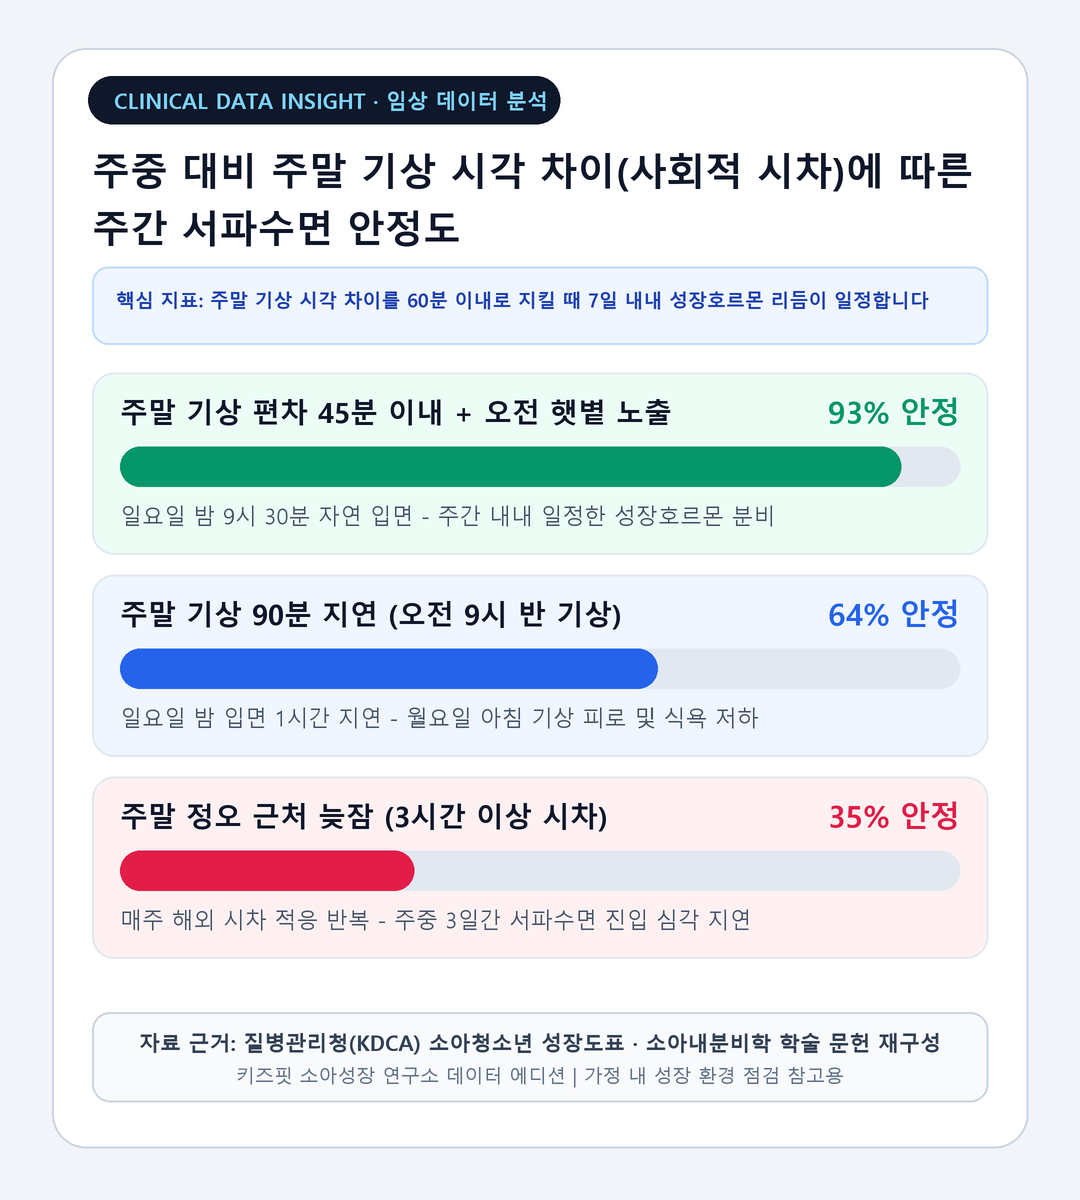 CLINICAL DATA INSIGHT · 임상 데이터 분석
주중 대비 주말 기상 시각 차이(사회적 시차)에 따른
주간 서파수면 안정도
핵심 지표: 주말 기상 시각 차이를 60분 이내로 지킬 때 7일 내내 성장호르몬 리듬이 일정합니다
주말 기상 편차 45분 이내 + 오전 햇볕 노출
93% 안정
일요일 밤 9시 30분 자연 입면 - 주간 내내 일정한 성장호르몬 분비
주말 기상 90분 지연 (오전 9시 반 기상)
64% 안정
일요일 밤 입면 1시간 지연 - 월요일 아침 기상 피로 및 식욕 저하
주말 정오 근처 늦잠 (3시간 이상 시차)
35% 안정
매주 해외 시차 적응 반복 - 주중 3일간 서파수면 진입 심각 지연
자료 근거: 질병관리청(KDCA) 소아청소년 성장도표 · 소아내분비학 학술 문헌 재구성
키즈핏 소아성장 연구소 데이터 에디션 | 가정 내 성장 환경 점검 참고용